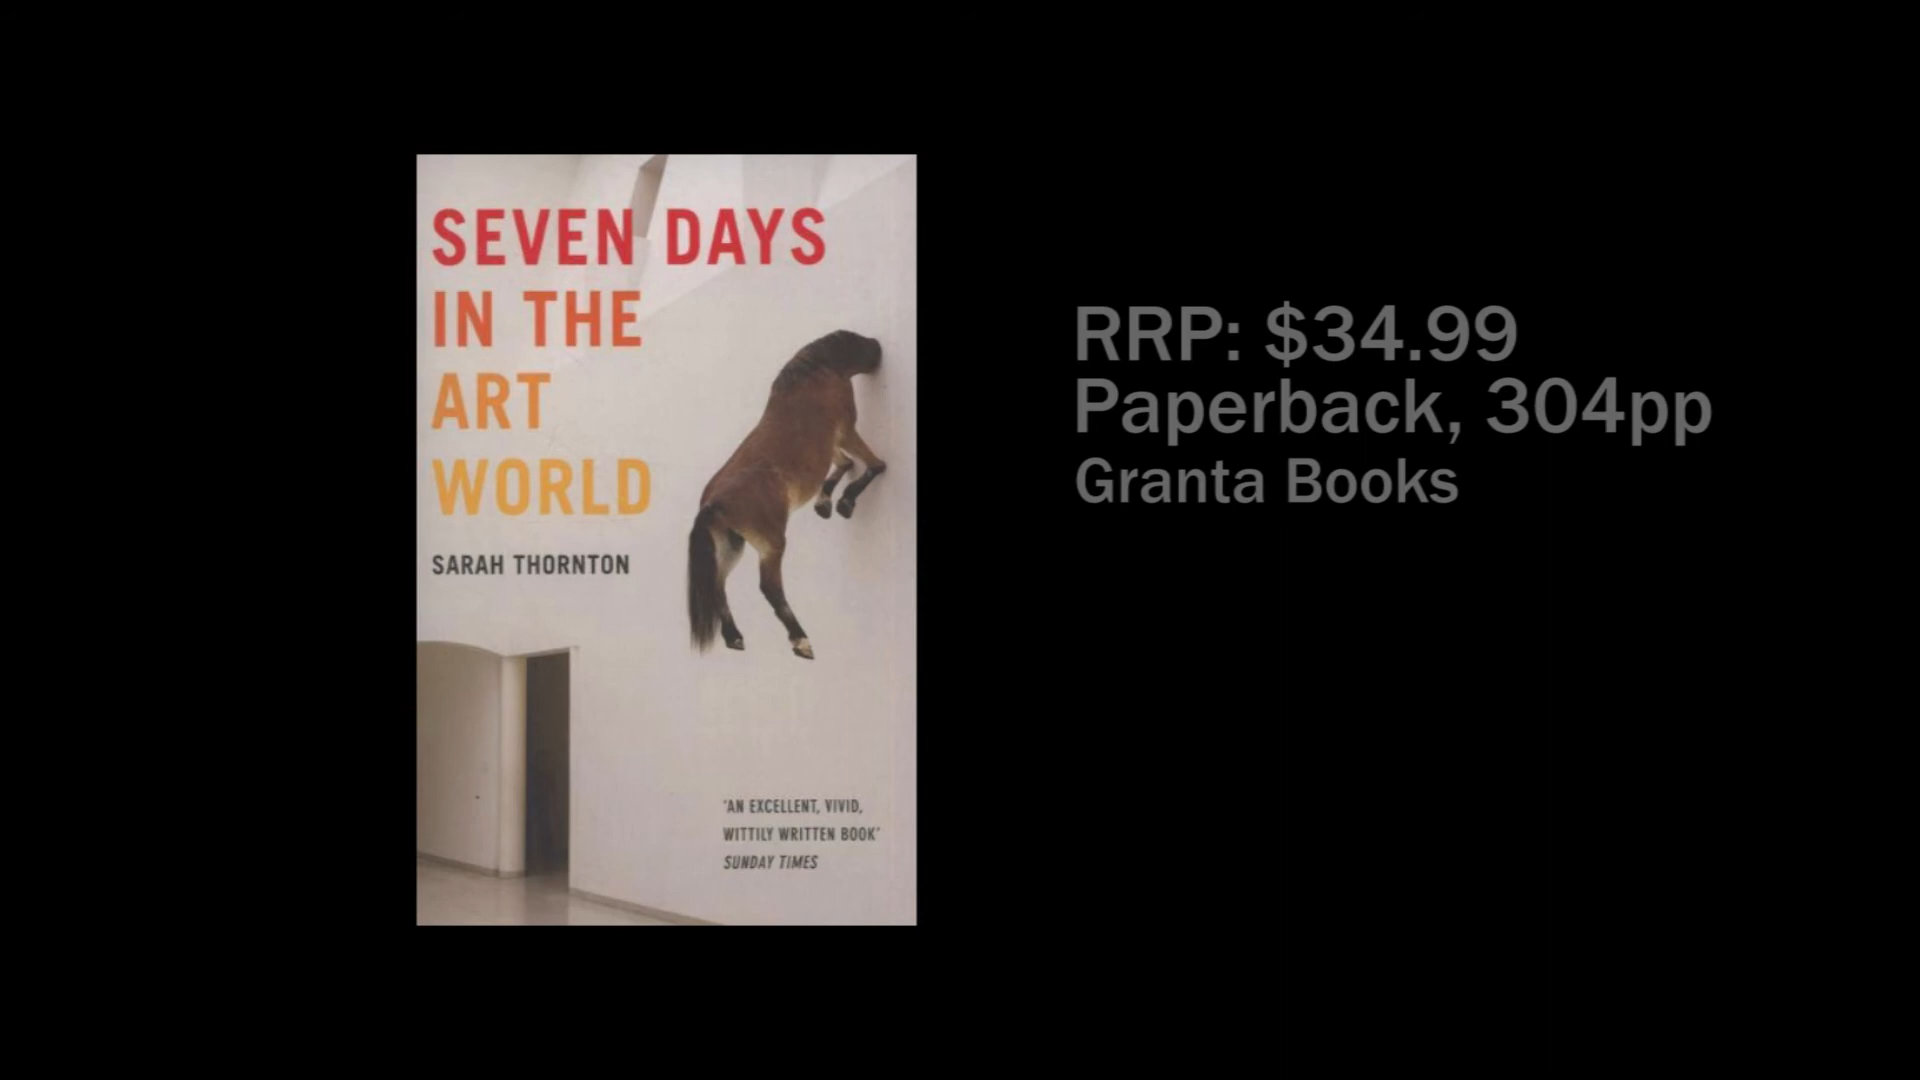 SEVEN DAYS
IN THE
ART
WORLD
SARAH THORNTON
'AN EXCELLENT, VIVID,
WITTILY WRITTEN BOOK'
SUNDAY TIMES
RRP: $34.99
Paperback, 304pp
Granta Books